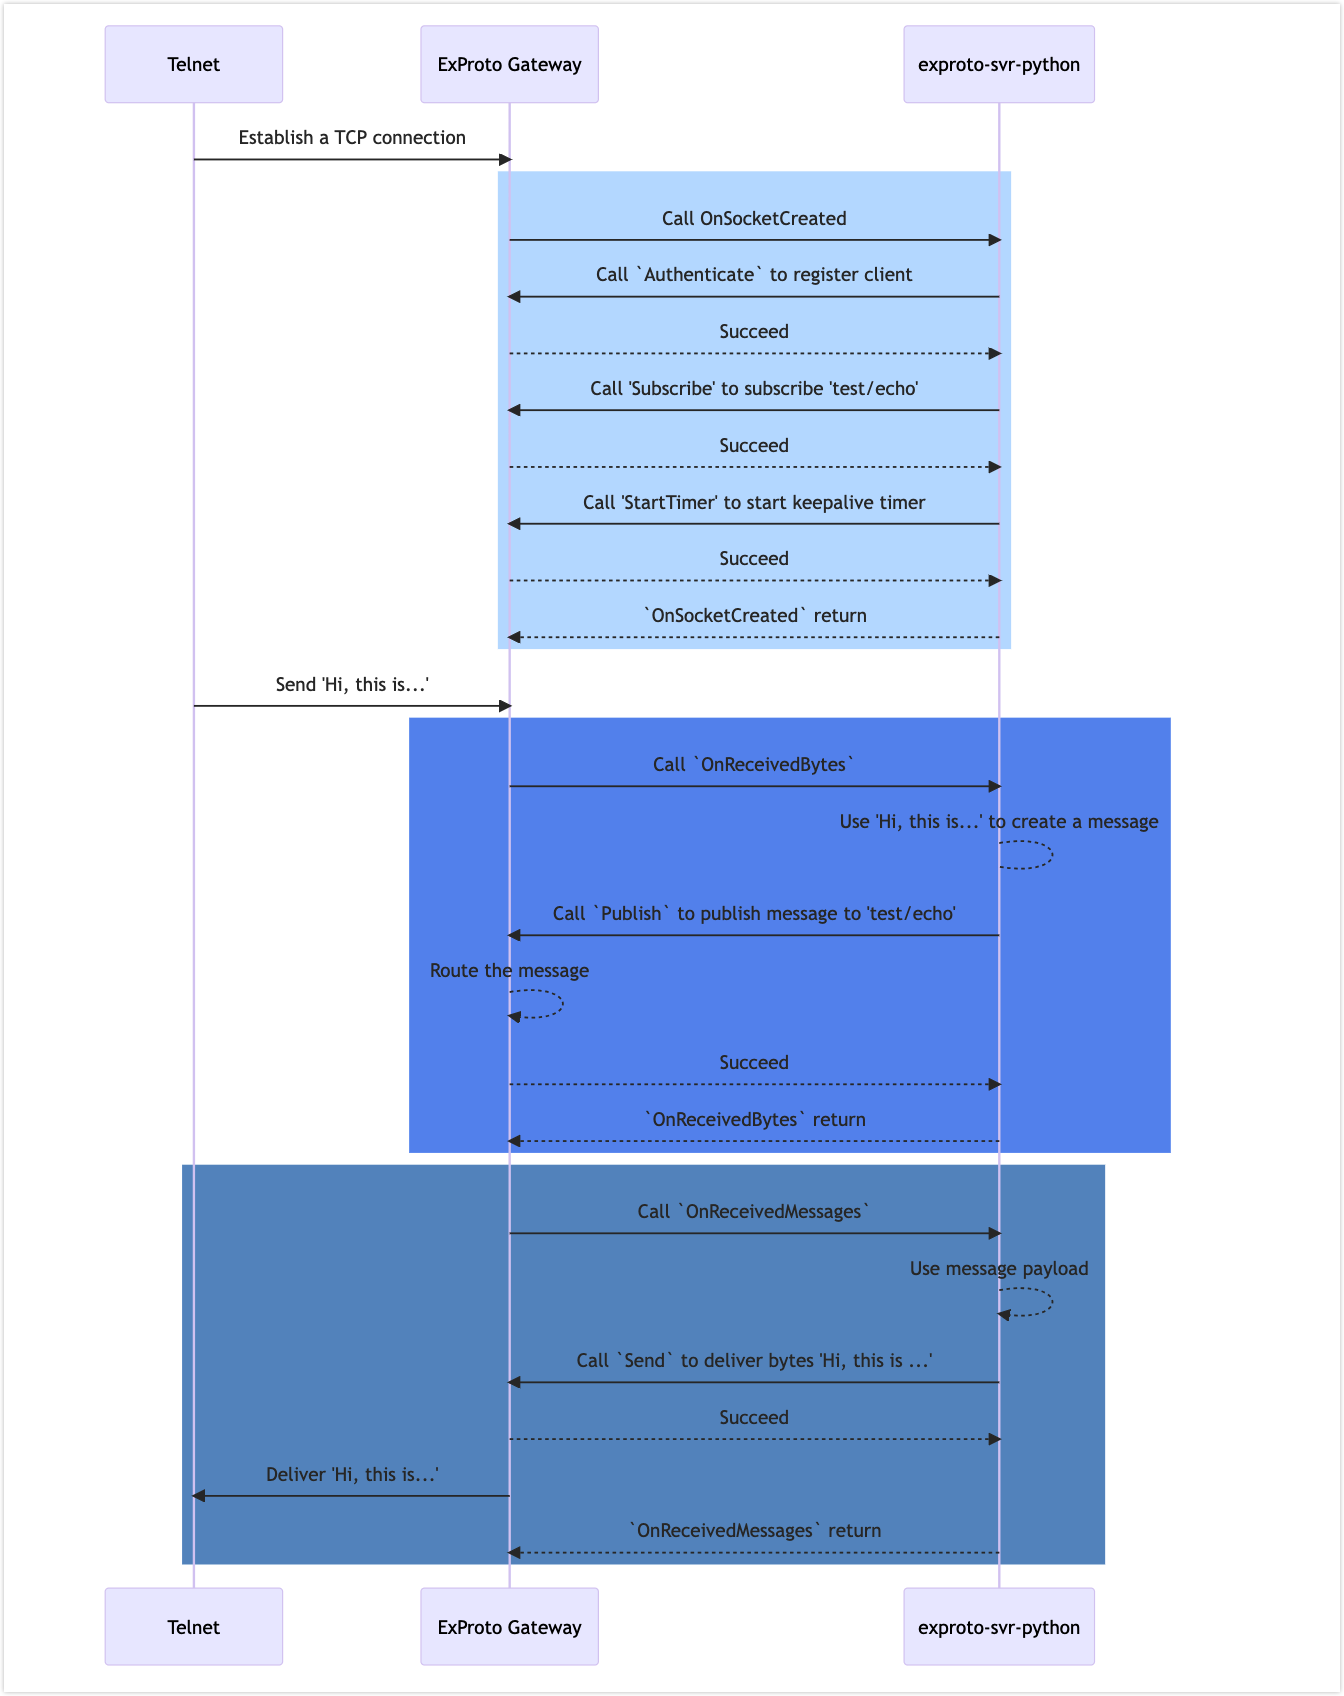 Telnet
ExProto Gateway
exproto-svr-python
Establish a TCP connection
Call OnSocketCreated
Call `Authenticate` to register client
Succeed
Call 'Subscribe' to subscribe 'test/echo'
Succeed
Call 'StartTimer' to start keepalive timer
Succeed
`OnSocketCreated` return
Send 'Hi, this is...'
Call `OnReceivedBytes`
Use 'Hi, this is...' to create a message
Call `Publish` to publish message to 'test/echo'
Route the message
Succeed
`OnReceivedBytes` return
Call `OnReceivedMessages`
Use message payload
Call `Send` to deliver bytes 'Hi, this is ...'
Succeed
Deliver 'Hi, this is...'
`OnReceivedMessages` return
Telnet
ExProto Gateway
exproto-svr-python